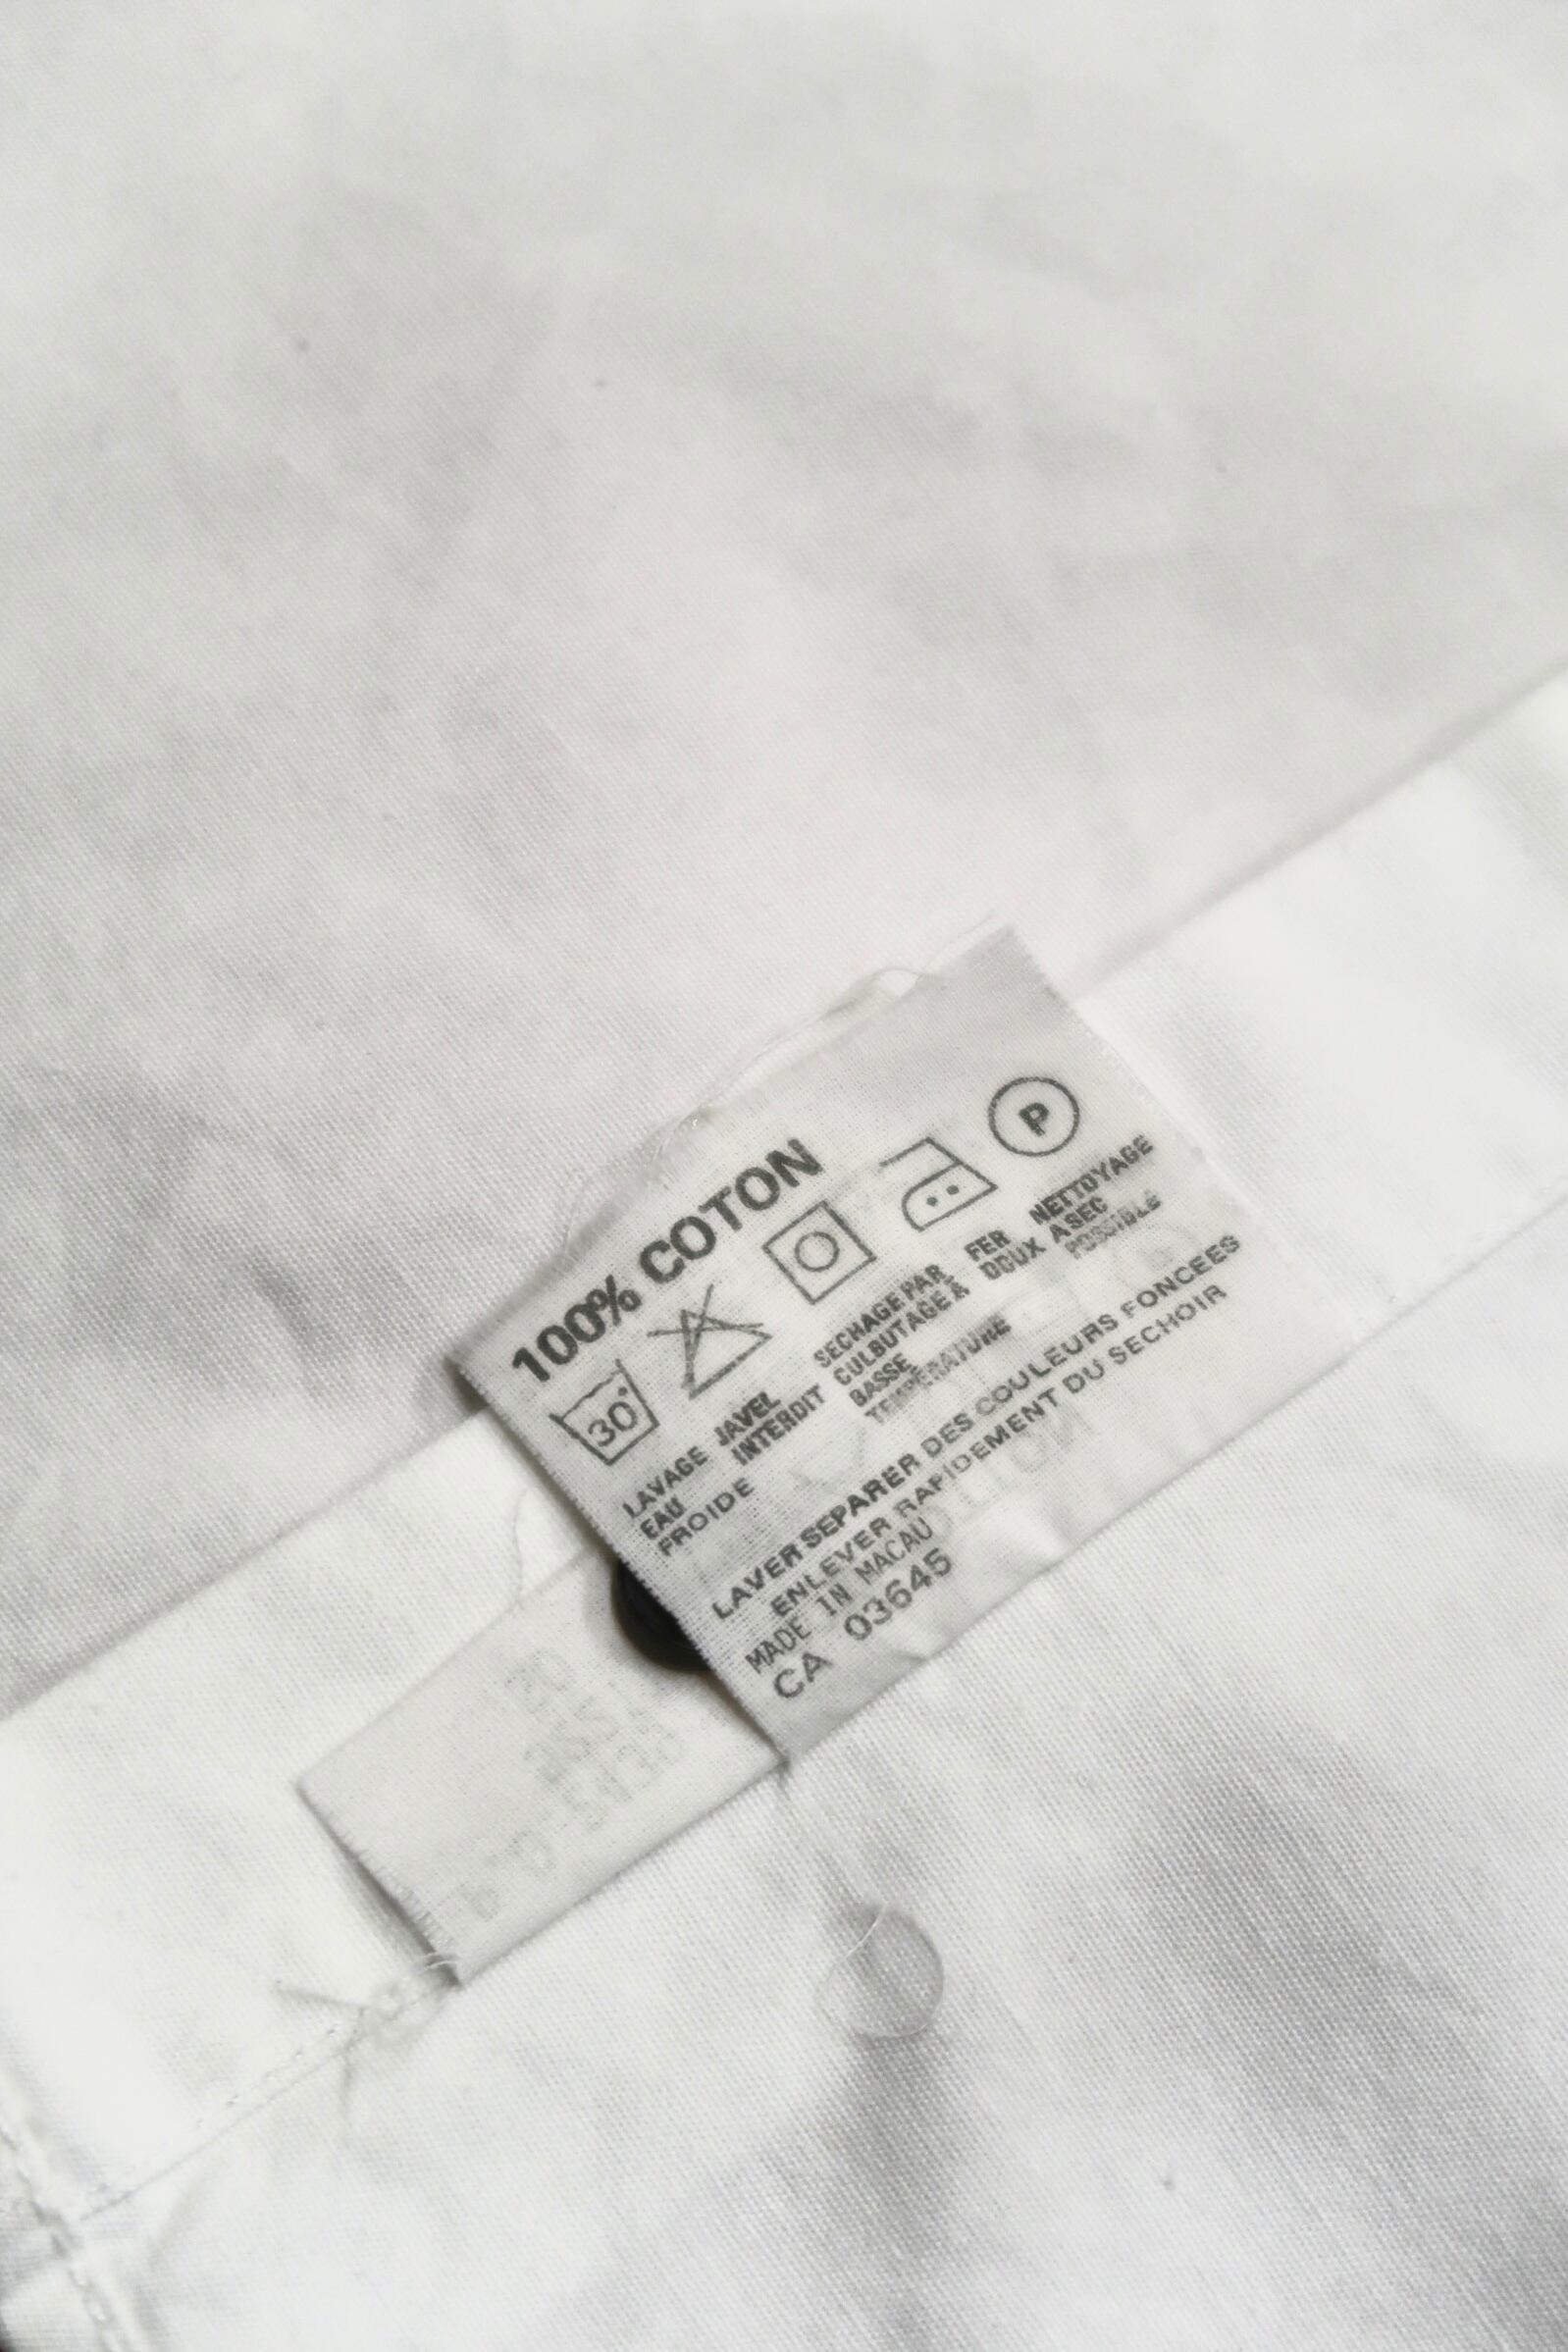 100% COTON
30°
P
LAVAGE
EAU
FROIDE
JAVEL
INTERDIT
SECHAGE PAR
CULBUTAGE A
BASSE
TEMPERATURE
FER
DOUX
NETTOYAGE
A SEC
POSSIBLE
LAVER SEPARER DES COULEURS FONCEES
ENLEVER RAPIDEMENT DU SECHOIR
MADE IN MACAU
CA 03645